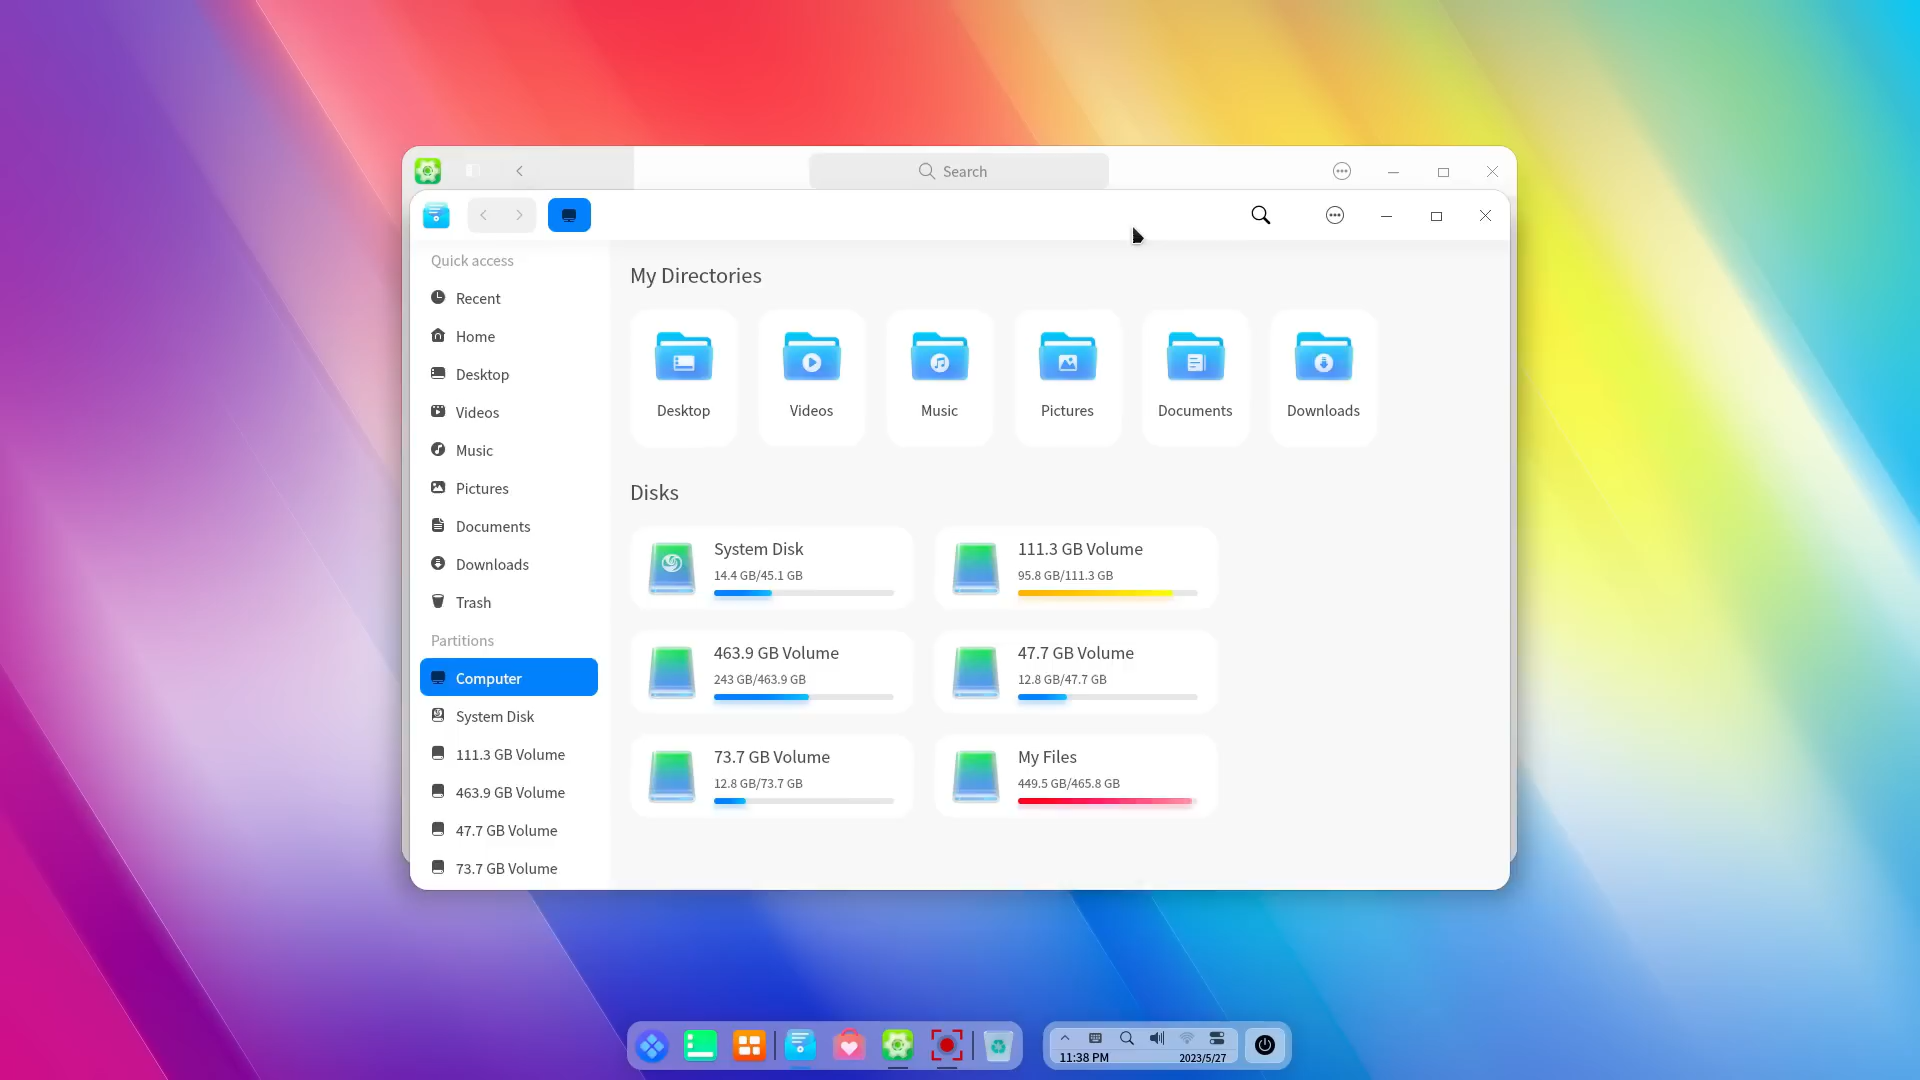 Search
Quick access
Recent
Home
Desktop
Videos
Music
Pictures
Documents
Downloads
Trash
Partitions
Computer
System Disk
111.3 GB Volume
463.9 GB Volume
47.7 GB Volume
73.7 GB Volume
My Directories
Desktop
Videos
Music
Pictures
Documents
Downloads
Disks
System Disk
14.4 GB/45.1 GB
111.3 GB Volume
95.8 GB/111.3 GB
463.9 GB Volume
243 GB/463.9 GB
47.7 GB Volume
12.8 GB/47.7 GB
73.7 GB Volume
12.8 GB/73.7 GB
My Files
449.5 GB/465.8 GB
11:38 PM
2023/5/27